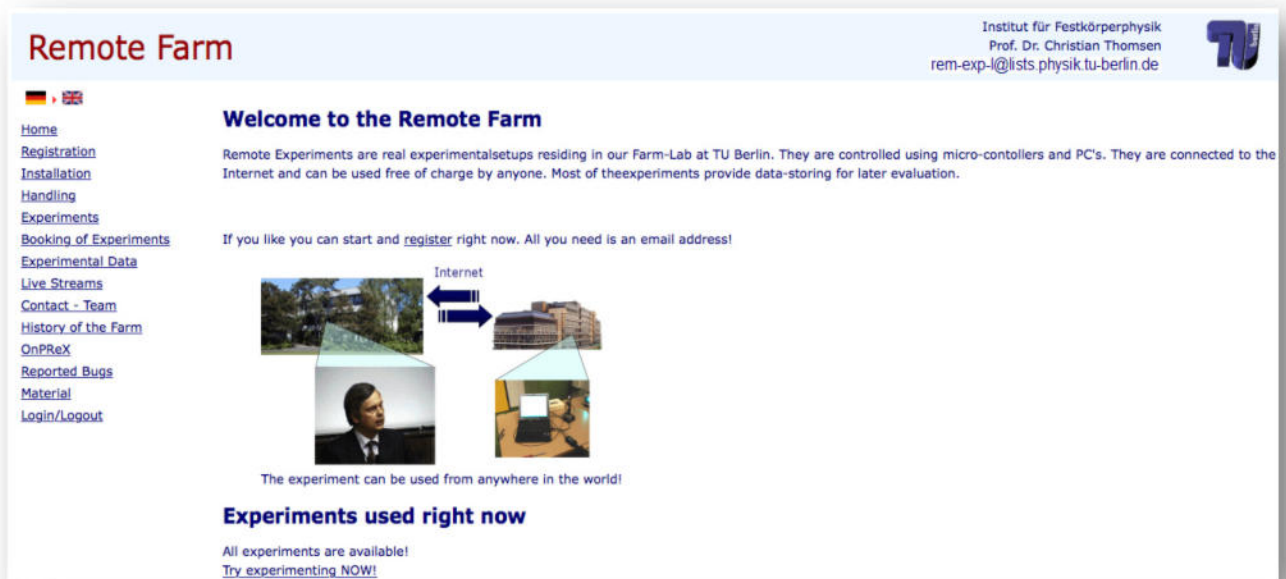 Remote Farm
Institut für Festkörperphysik
Prof. Dr. Christian Thomsen
rem-exp-l@lists.physik.tu-berlin.de
TU berlin
Home
Registration
Installation
Handling
Experiments
Booking of Experiments
Experimental Data
Live Streams
Contact - Team
History of the Farm
OnPReX
Reported Bugs
Material
Login/Logout
Welcome to the Remote Farm
Remote Experiments are real experimentalsetups residing in our Farm-Lab at TU Berlin. They are controlled using micro-contollers and PC's. They are connected to the
Internet and can be used free of charge by anyone. Most of theexperiments provide data-storing for later evaluation.
If you like you can start and register right now. All you need is an email address!
Internet
The experiment can be used from anywhere in the world!
Experiments used right now
All experiments are available!
Try experimenting NOW!